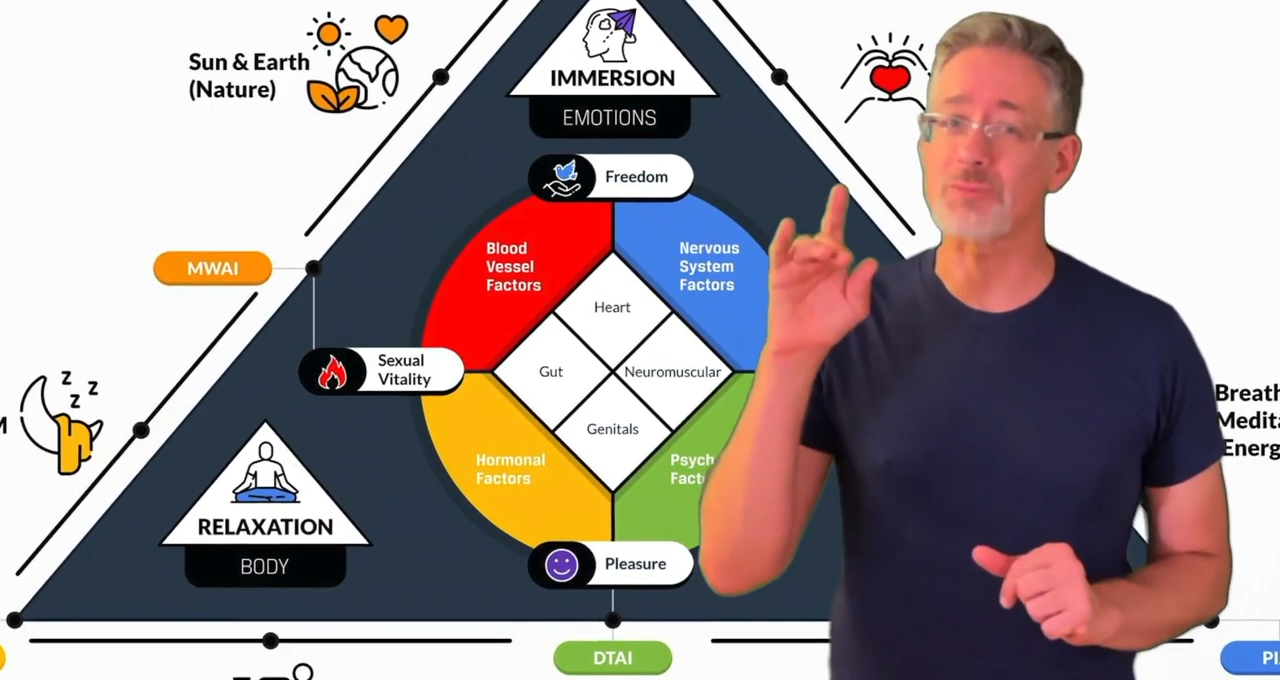 Sun & Earth
(Nature)
IMMERSION
EMOTIONS
Freedom
Blood
Vessel
Factors
Nervous
System
Factors
MWAI
Heart
Sexual
Vitality
Gut
Neuromuscular
Genitals
Hormonal
Factors
z
z
z
RELAXATION
BODY
Pleasure
DTAI